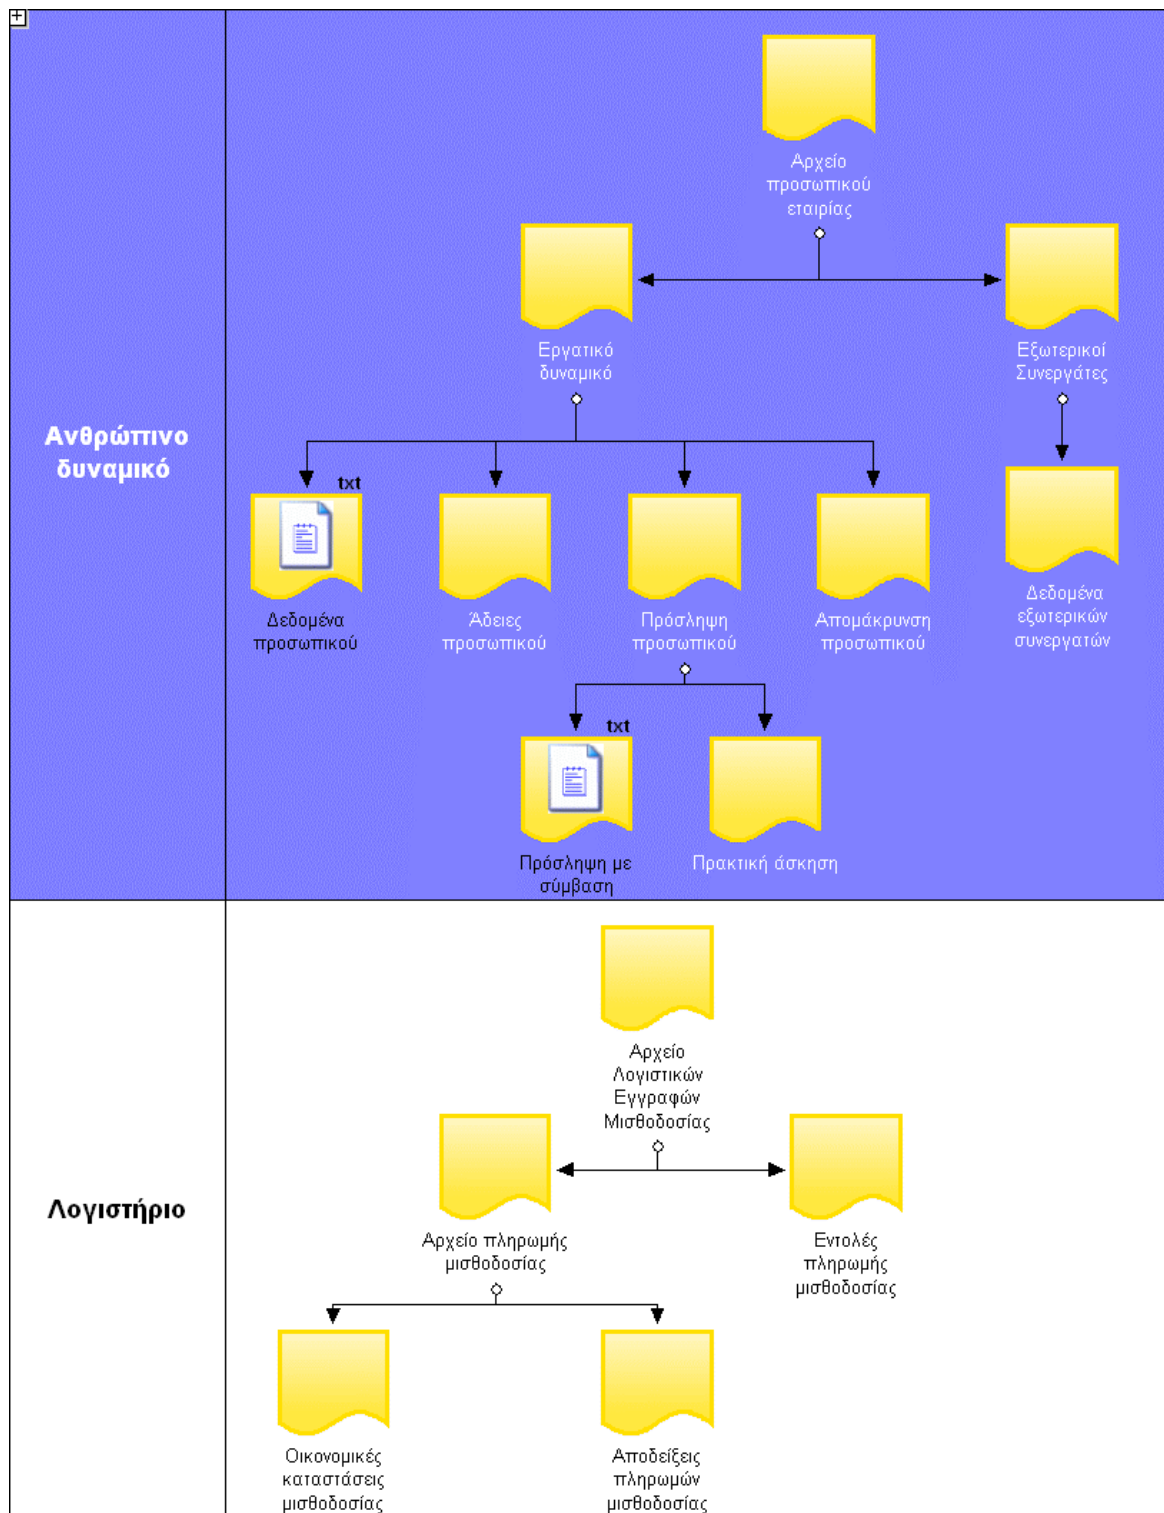 Αρχείο
προσωπικού
εταιρίας
Εργατικό
δυναμικό
Εξωτερικοί
Συνεργάτες
Ανθρώπινο
δυναμικό
txt
Δεδομένα
προσωπικού
Άδειες
προσωπικού
Πρόσληψη
προσωπικού
Απομάκρυνση
προσωπικού
Δεδομένα
εξωτερικών
συνεργατών
txt
Πρόσληψη με
σύμβαση
Πρακτική άσκηση
Αρχείο
Λογιστικών
Εγγραφών
Μισθοδοσίας
Λογιστήριο
Αρχείο πληρωμής
μισθοδοσίας
Εντολές
πληρωμής
μισθοδοσίας
Οικονομικές
καταστάσεις
μισθοδοσίας
Αποδείξεις
πληρωμών
μισθοδοσίας